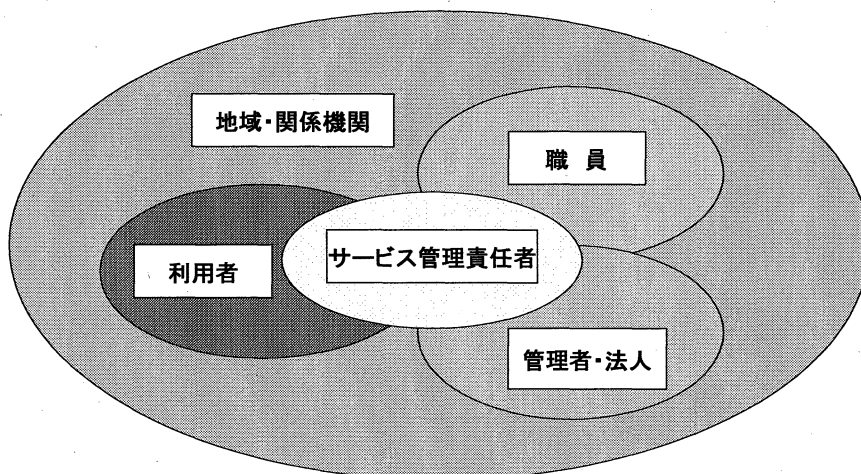 地域・関係機関
職 員
利用者
サービス管理責任者
管理者・法人